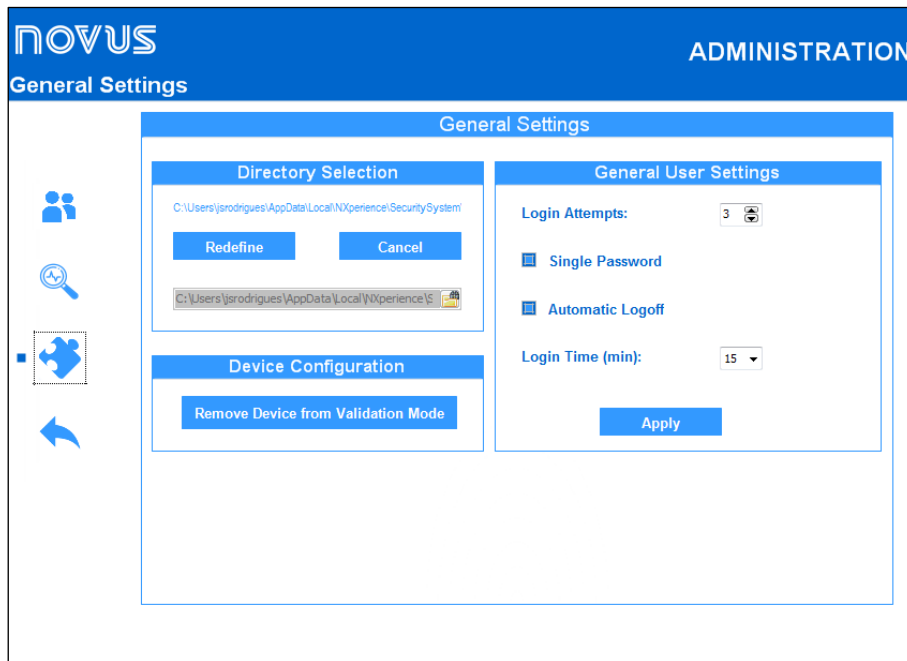 novus
ADMINISTRATION
General Settings
General Settings
Directory Selection
C:\Users\jsrodrigues\AppData\Local\NXperience\SecuritySystem\
Redefine
Cancel
C:\Users\jsrodrigues\AppData\Local\NXperience\S
Device Configuration
Remove Device from Validation Mode
General User Settings
Login Attempts:
3
Single Password
Automatic Logoff
Login Time (min):
15
Apply